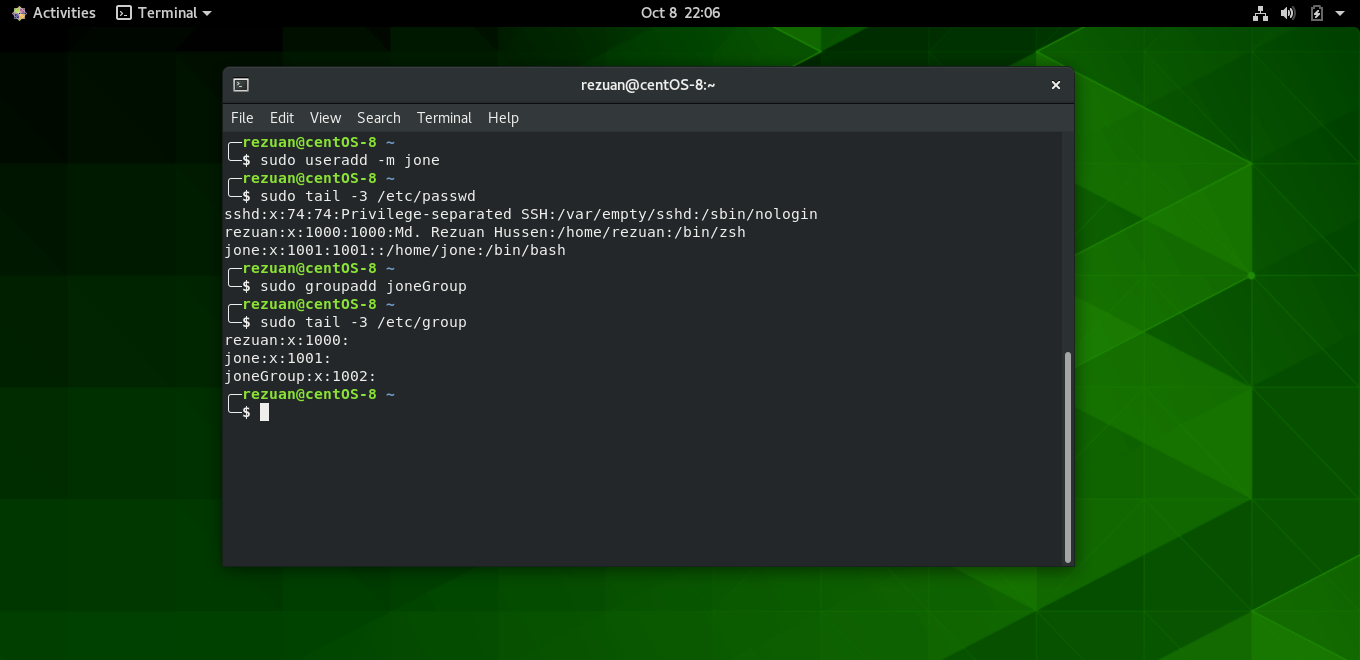 Activities Terminal Oct 8 22:06
rezuan@centOS-8:~
File Edit View Search Terminal Help
rezuan@centOS-8 ~
$ sudo useradd -m jone
rezuan@centOS-8 ~
$ sudo tail -3 /etc/passwd
sshd:x:74:74:Privilege-separated SSH:/var/empty/sshd:/sbin/nologin
rezuan:x:1000:1000:Md. Rezuan Hussen:/home/rezuan:/bin/zsh
jone:x:1001:1001::/home/jone:/bin/bash
rezuan@centOS-8 ~
$ sudo groupadd joneGroup
rezuan@centOS-8 ~
$ sudo tail -3 /etc/group
rezuan:x:1000:
jone:x:1001:
joneGroup:x:1002:
rezuan@centOS-8 ~
$